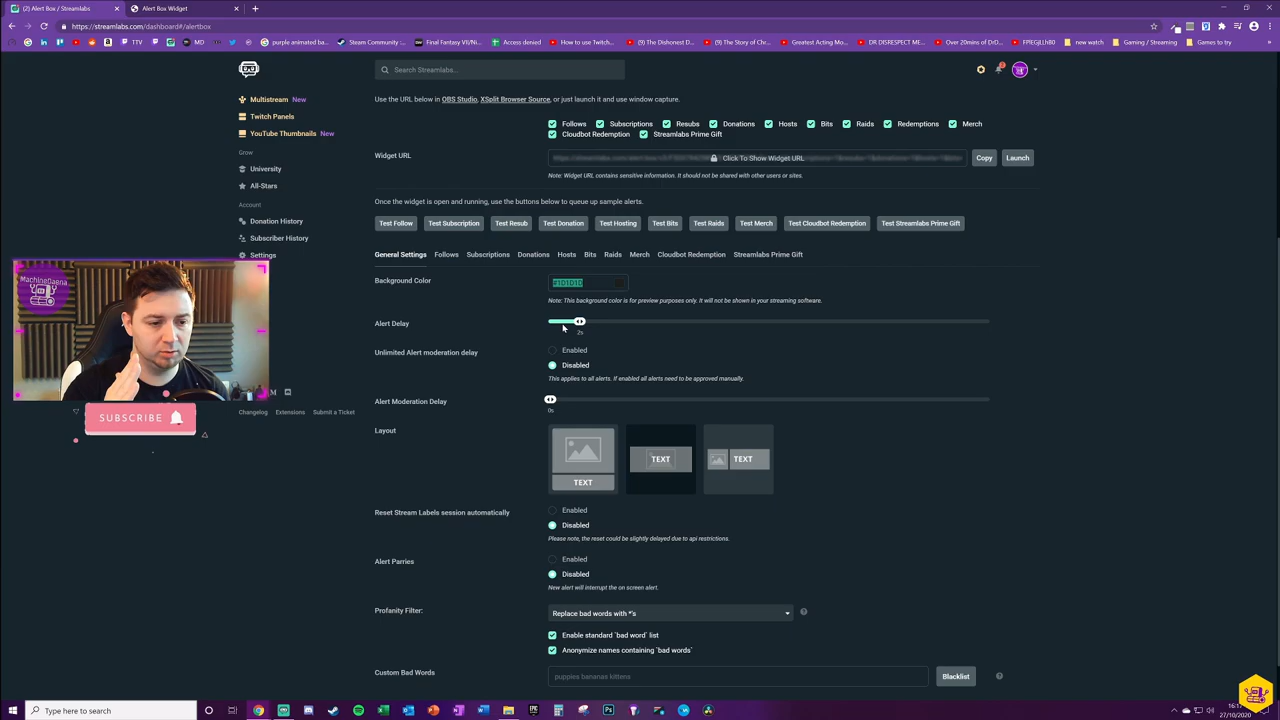 (2) Alert Box / Streamlabs
Alert Box Widget
streamlabs.com/dashboard#/alertbox
TTV
MD
purple animated ba...
Steam Community :...
Final Fantasy VII/Ni...
Access denied
How to use Twitch...
(9) The Dishonest D...
(9) The Story of Che...
Greatest Acting Mo...
DR DISRESPECT ME...
Over 20mins of DrD...
FPIEGJLLh80
new watch
Gaming / Streaming
Games to try
Search Streamlabs...
Multistream New
Twitch Panels
YouTube Thumbnails New
Grow
University
All-Stars
Account
Donation History
Subscriber History
Settings
Changelog Extensions Submit a Ticket
Machinatiagna
SUBSCRIBE
Use the URL below in OBS Studio, XSplit Browser Source, or just launch it and use window capture.
Follows Subscriptions Resubs Donations Hosts Bits Raids Redemptions Merch
Cloudbot Redemption Streamlabs Prime Gift
Widget URL
Click To Show Widget URL
Copy
Launch
Note: Widget URL contains sensitive information. It should not be shared with other users or sites.
Once the widget is open and running, use the buttons below to queue up sample alerts.
Test Follow Test Subscription Test Resub Test Donation Test Hosting Test Bits Test Raids Test Merch Test Cloudbot Redemption Test Streamlabs Prime Gift
General Settings Follows Subscriptions Donations Hosts Bits Raids Merch Cloudbot Redemption Streamlabs Prime Gift
Background Color
#1D1D1D
Note: This background color is for preview purposes only. It will not be shown in your streaming software.
Alert Delay
2s
Unlimited Alert moderation delay
Enabled
Disabled
This applies to all alerts. If enabled all alerts need to be approved manually.
Alert Moderation Delay
0s
Layout
TEXT
TEXT
TEXT
Reset Stream Labels session automatically
Enabled
Disabled
Please note, the reset could be slightly delayed due to api restrictions.
Alert Parries
Enabled
Disabled
New alert will interrupt the on screen alert.
Profanity Filter:
Replace bad words with *'s
Enable standard `bad word` list
Anonymize names containing `bad words`
Custom Bad Words
puppies bananas kittens
Blacklist
Type here to search
16:17
27/10/2020